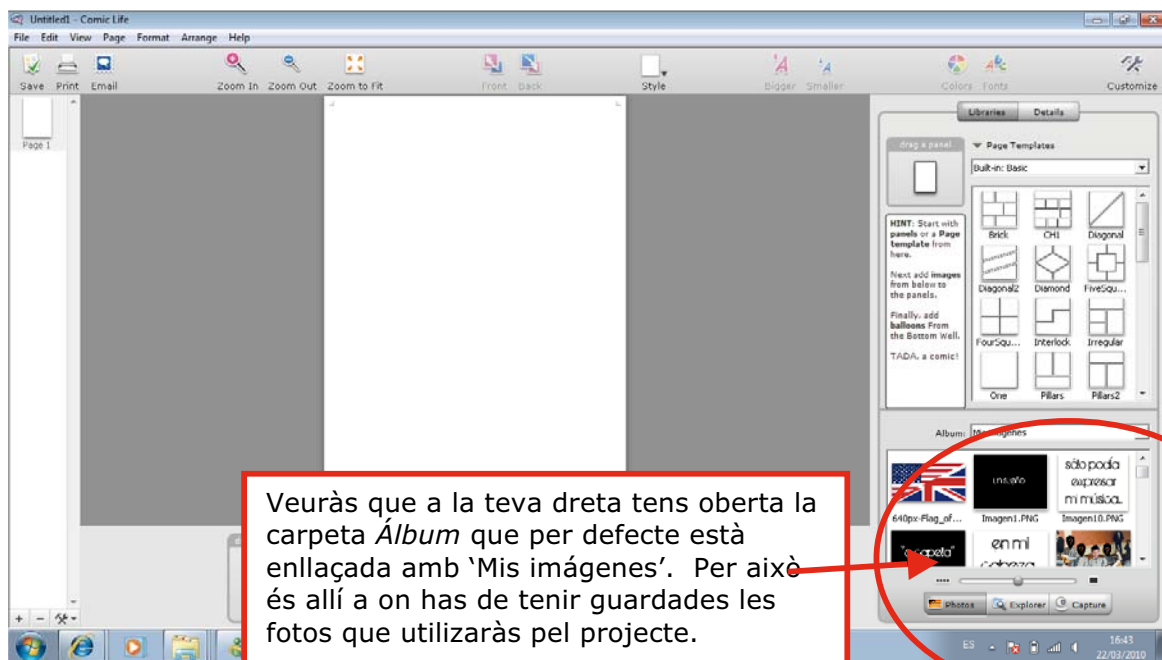 Untitled1 - Comic Life
File Edit View Page Format Arrange Help
Save Print Email Zoom In Zoom Out Zoom to Fit Front Back Style Bigger Smaller Colors Fonts Customize
Page 1
Libraries Details
drag a panel
Page Templates
Built-in: Basic
HINT: Start with
panels or a Page
template from
here.
Next add images
from below to
the panels.
Finally, add
balloons From
the Bottom Well.
TADA, a comic!
Brick CH1 Diagonal
Diagonal2 Diamond FiveSqu...
FourSqu... Interlock Irregular
One Pillars Pillars2
Album: Mis imágenes
sólo podía
expresar
mi música.
640px-Flag_of... Imagen1.PNG Imagen10.PNG
en mi
cabeza
Photos Explorer Capture
Veuràs que a la teva dreta tens oberta la
carpeta Álbum que per defecte està
enllaçada amb ‘Mis imágenes’. Per això
és allí a on has de tenir guardades les
fotos que utilitzaràs pel projecte.
ES 16:43
22/03/2010